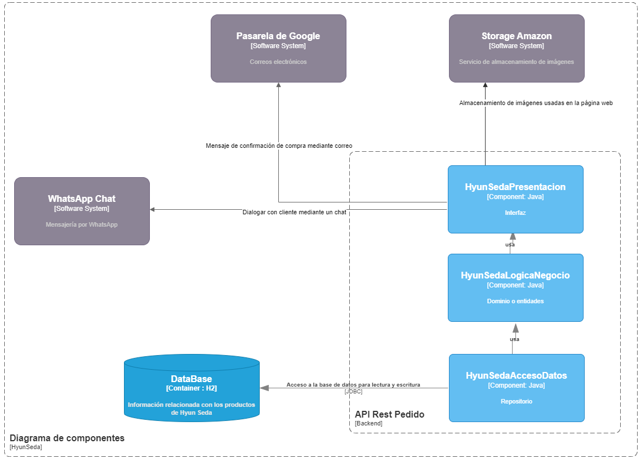 Pasarela de Google
[Software System]
Correos electrónicos
Storage Amazon
[Software System]
Servicio de almacenamiento de imágenes
Almacenamiento de imágenes usadas en la página web
Mensaje de confirmación de compra mediante correo
WhatsApp Chat
[Software System]
Mensajería por WhatsApp
Dialogar con cliente mediante un chat
HyunSedaPresentacion
[Component: Java]
Interfaz
usa
HyunSedaLogicaNegocio
[Component: Java]
Dominio o entidades
usa
HyunSedaAccesoDatos
[Component: Java]
Repositorio
DataBase
[Container : H2]
Información relacionada con los productos
de Hyun Seda
Acceso a la base de datos para lectura y escritura
[JDBC]
API Rest Pedido
[Backend]
Diagrama de componentes
[HyunSeda]